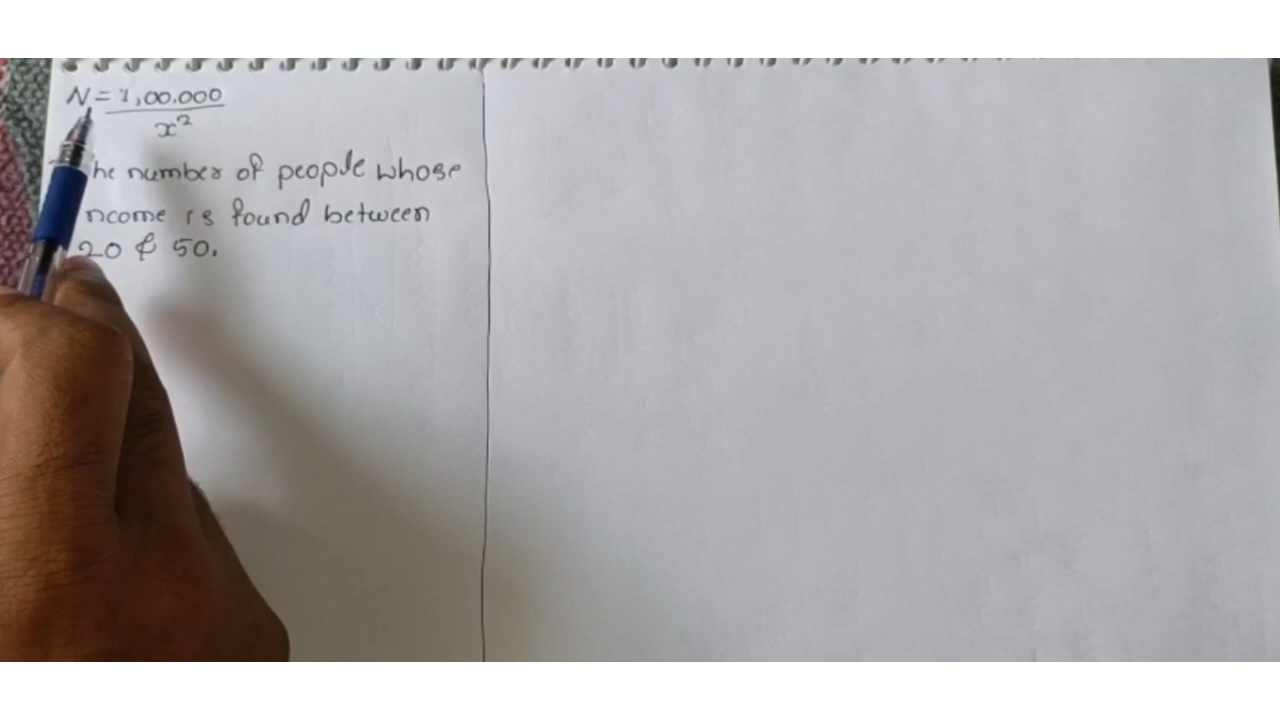 N = 1,00.000
x²
he number of people whose
ncome is found between
20 & 50.